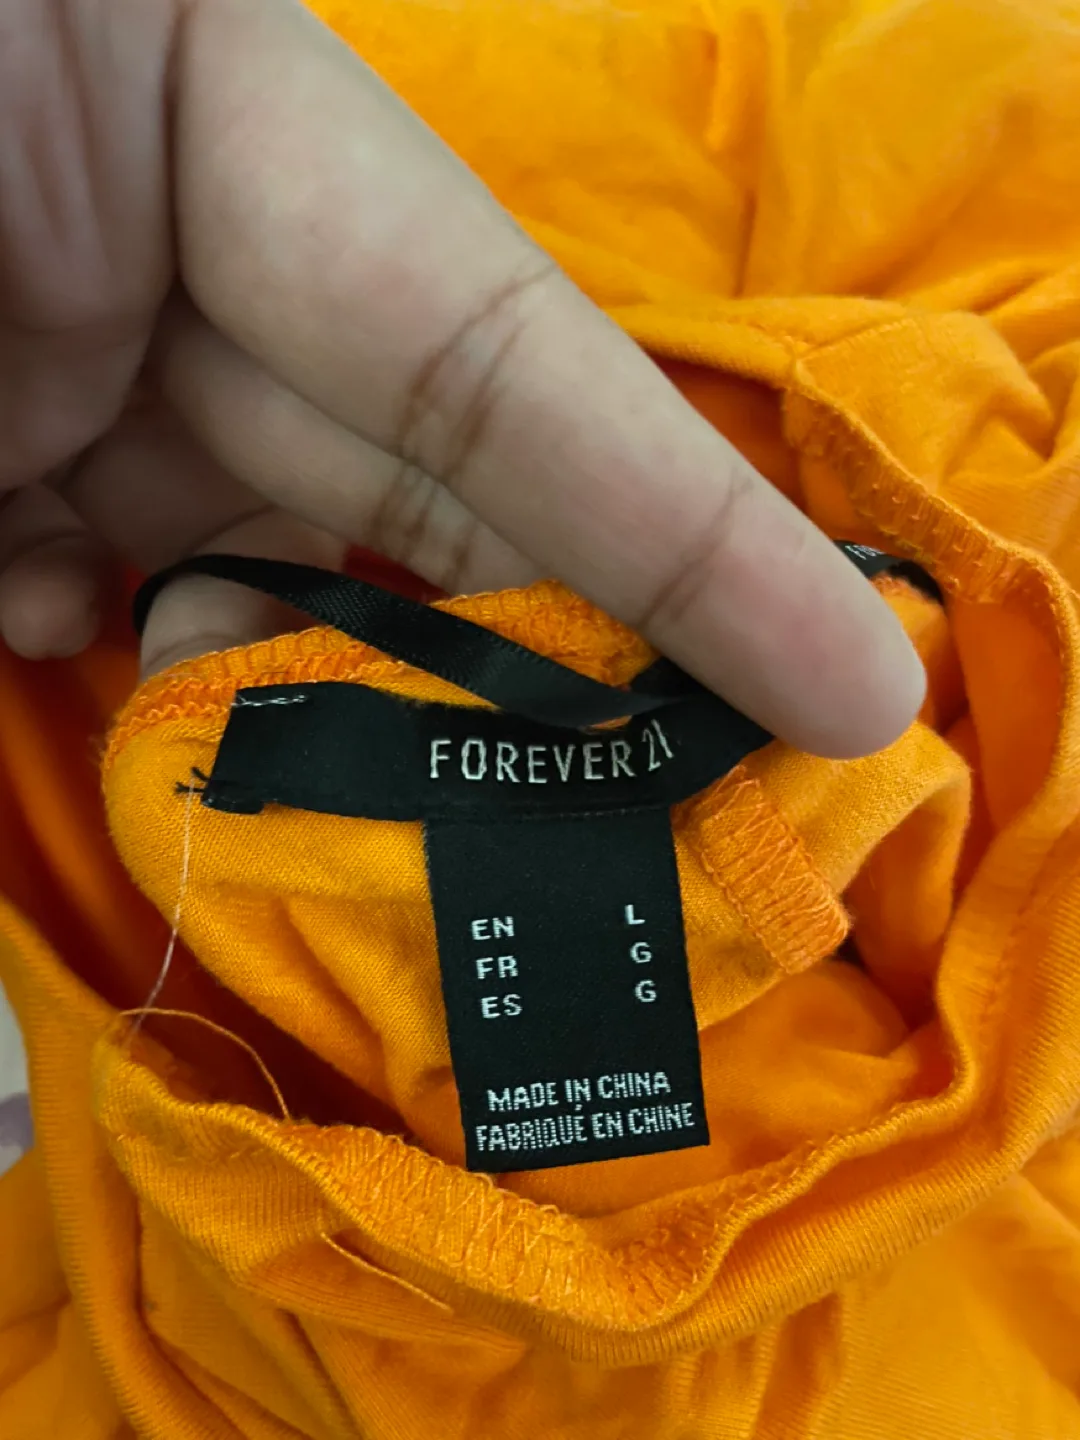 FOREVER 21
EN L
FR G
ES G
MADE IN CHINA
FABRIQUÉ EN CHINE